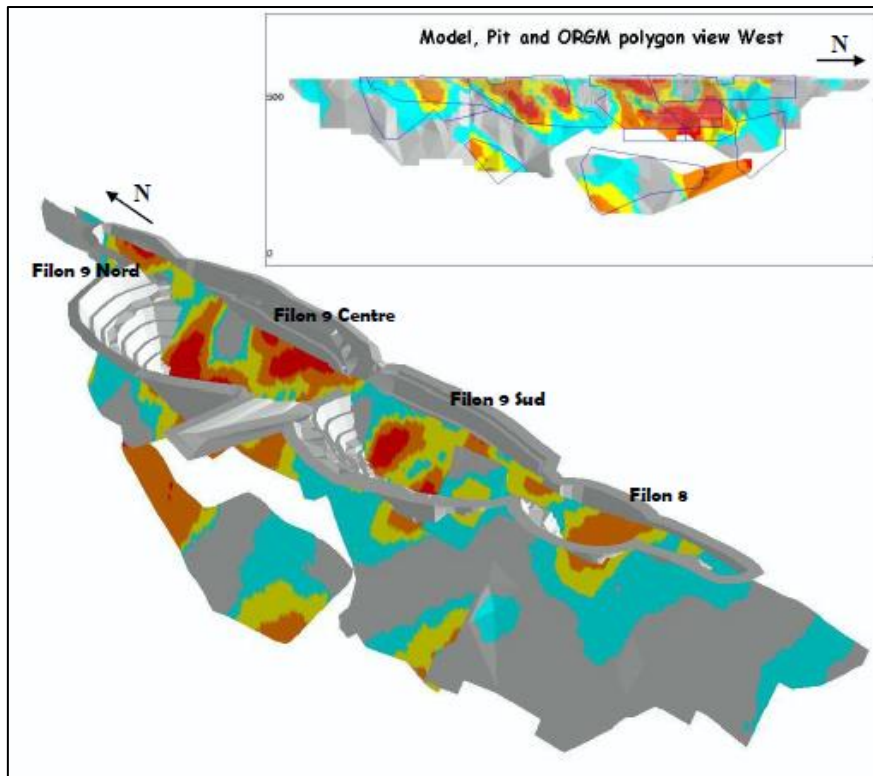 Model, Pit and ORGM polygon view West
N
500
0
N
Filon 9 Nord
Filon 9 Centre
Filon 9 Sud
Filon 8